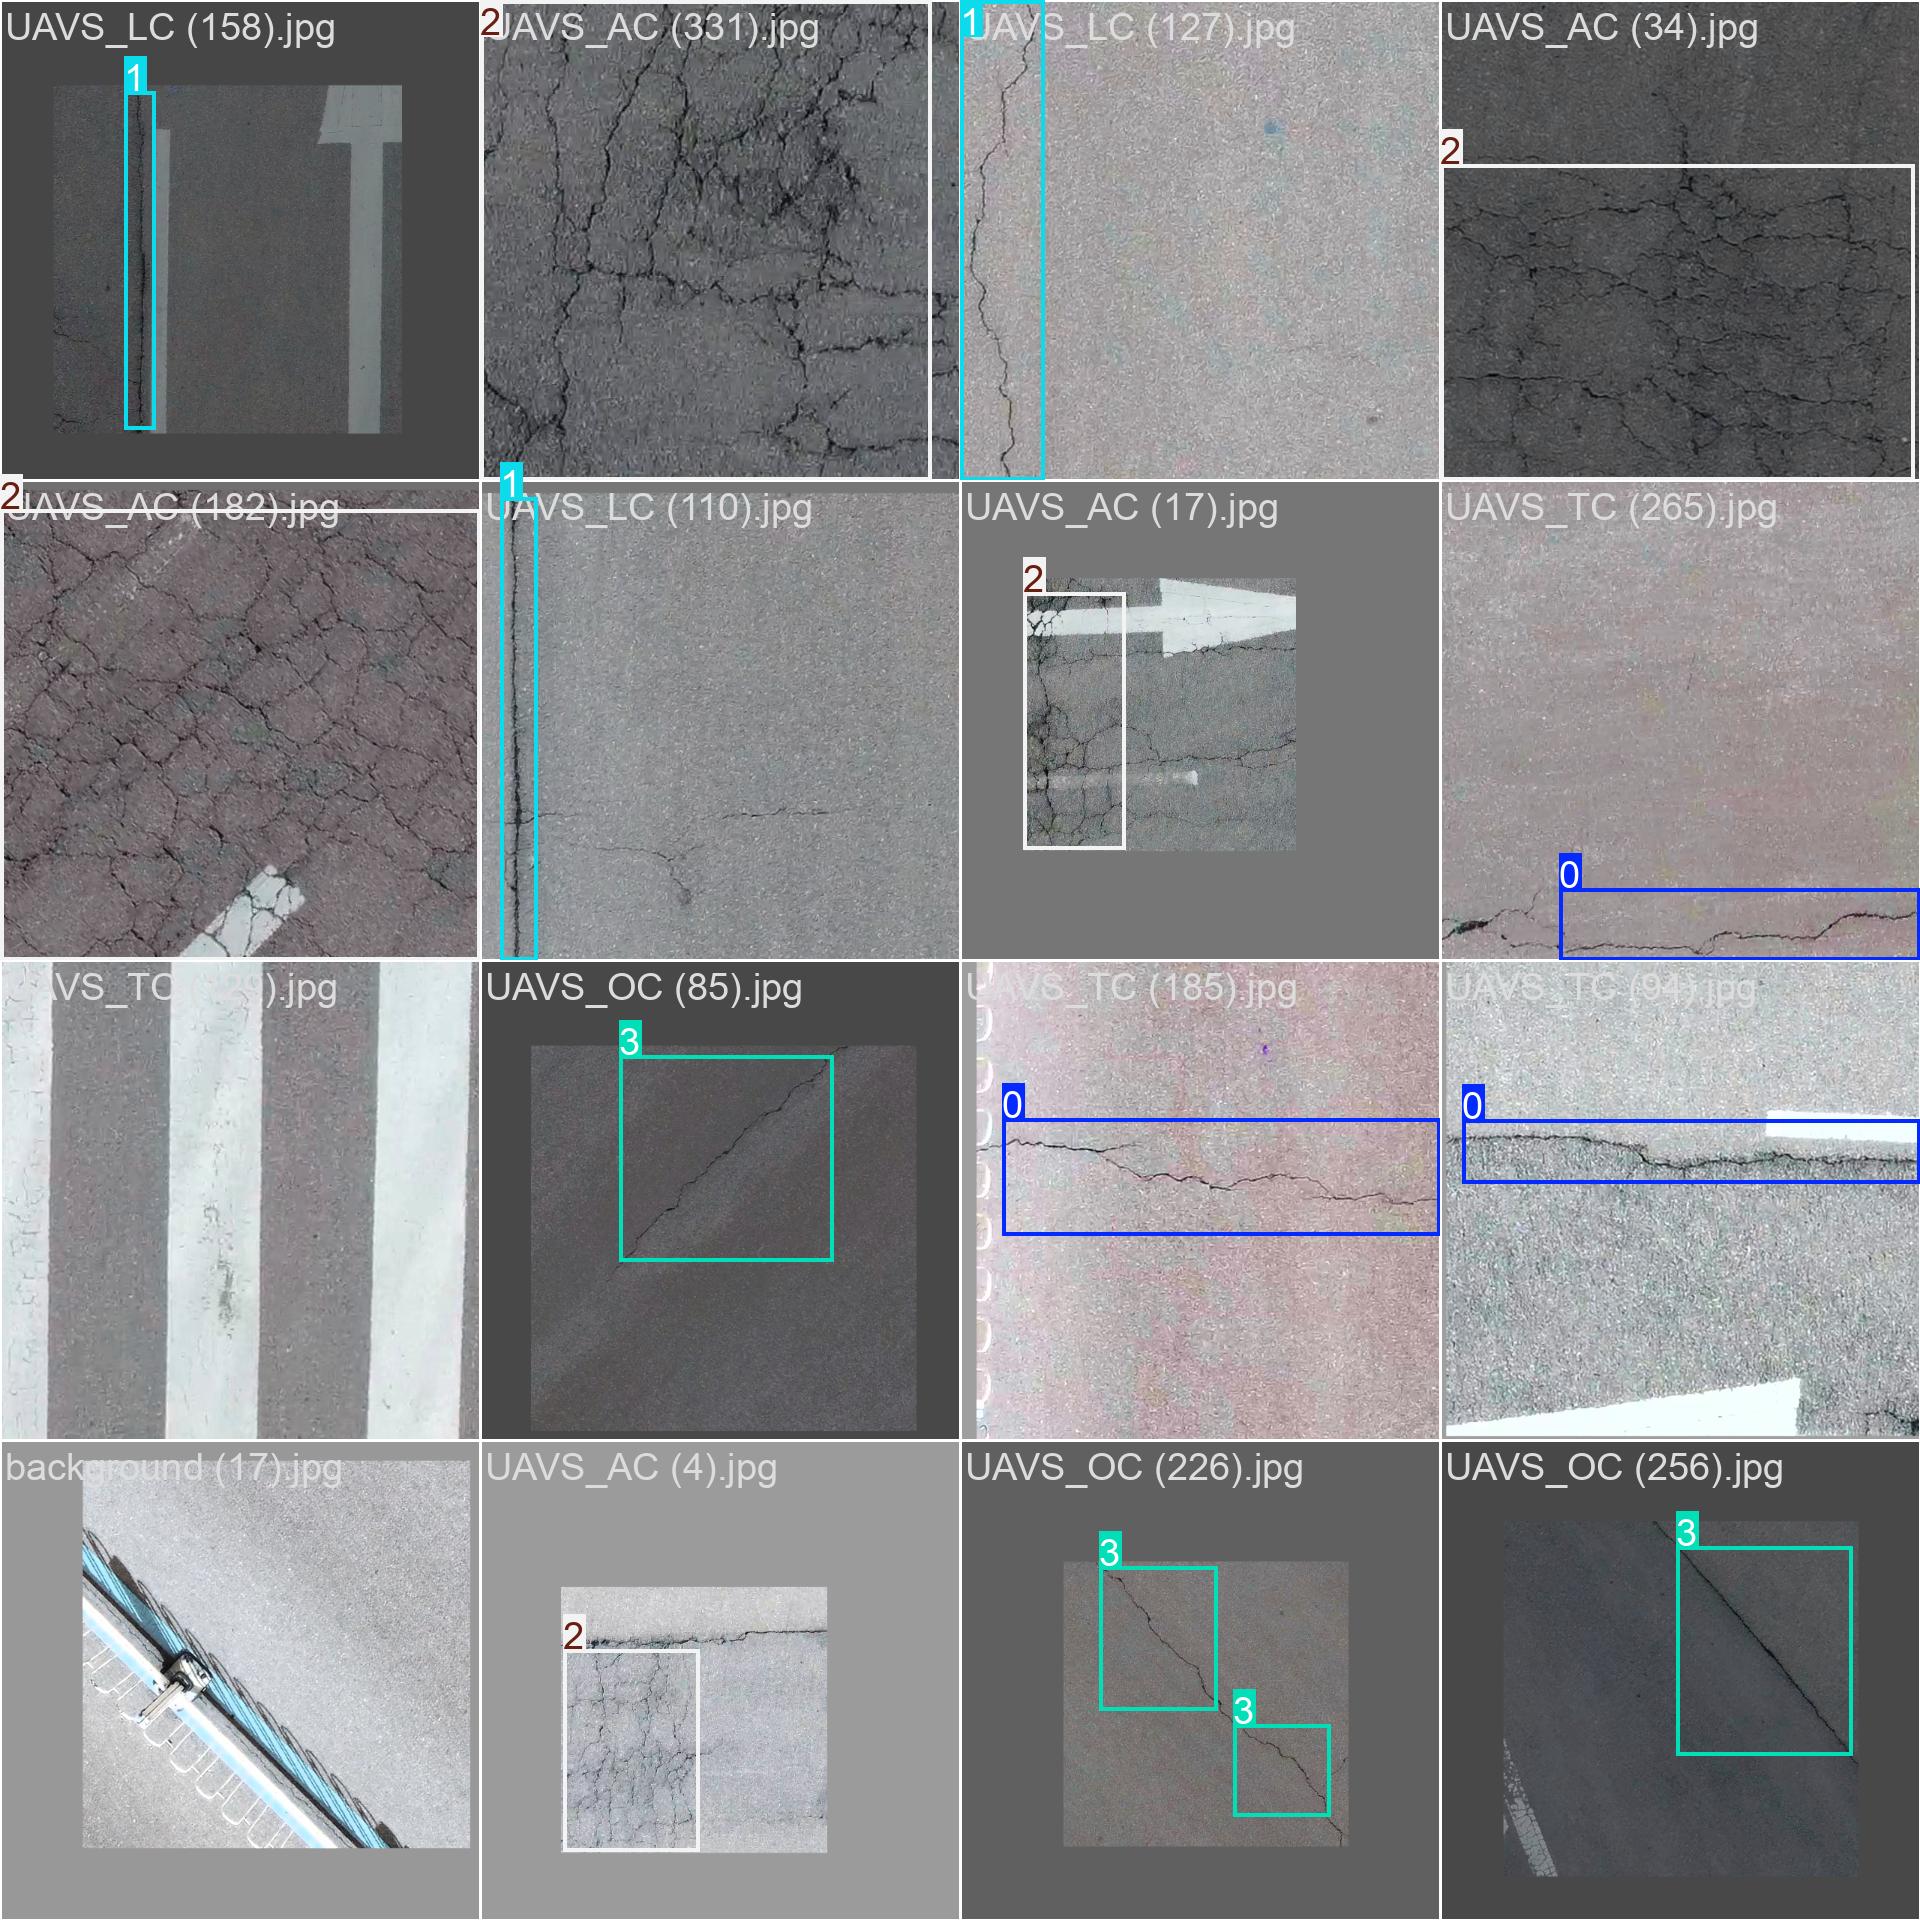 UAVS_LC (158).jpg
1
2
UAVS_AC (331).jpg
1
UAVS_LC (127).jpg
UAVS_AC (34).jpg
2
2
UAVS_AC (182).jpg
1
UAVS_LC (110).jpg
UAVS_AC (17).jpg
2
UAVS_TC (265).jpg
0
UAVS_OC (85).jpg
3
UAVS_TC (185).jpg
0
UAVS_TC (94).jpg
0
background (17).jpg
UAVS_AC (4).jpg
2
UAVS_OC (226).jpg
3
3
UAVS_OC (256).jpg
3